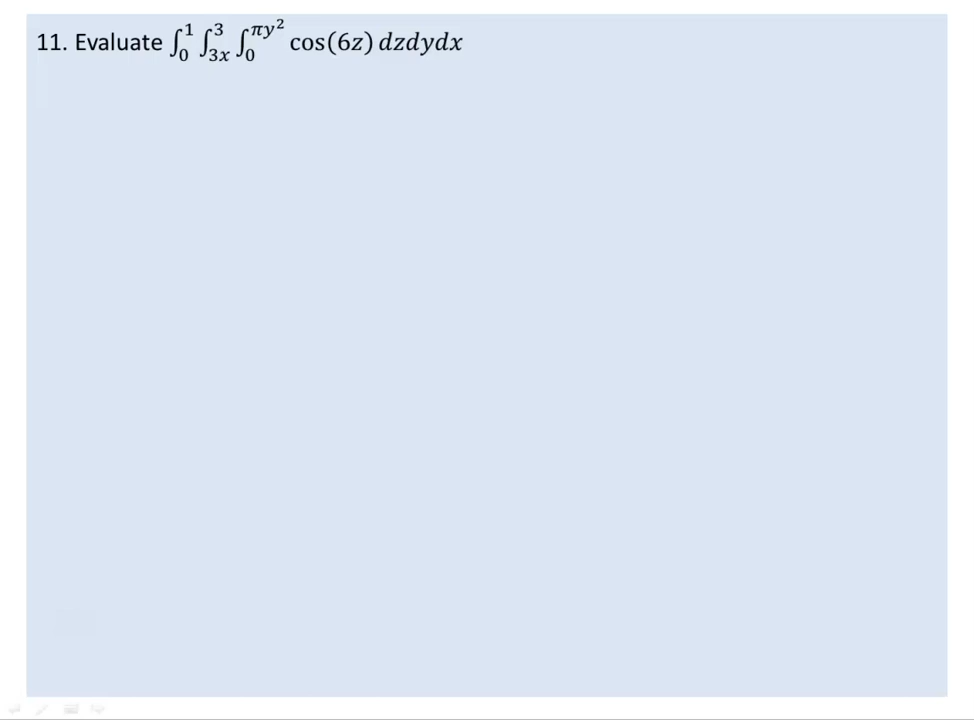 11. Evaluate ∫₀¹ ∫₃ₓ³ ∫₀^{πy²} cos(6z) dzdydx